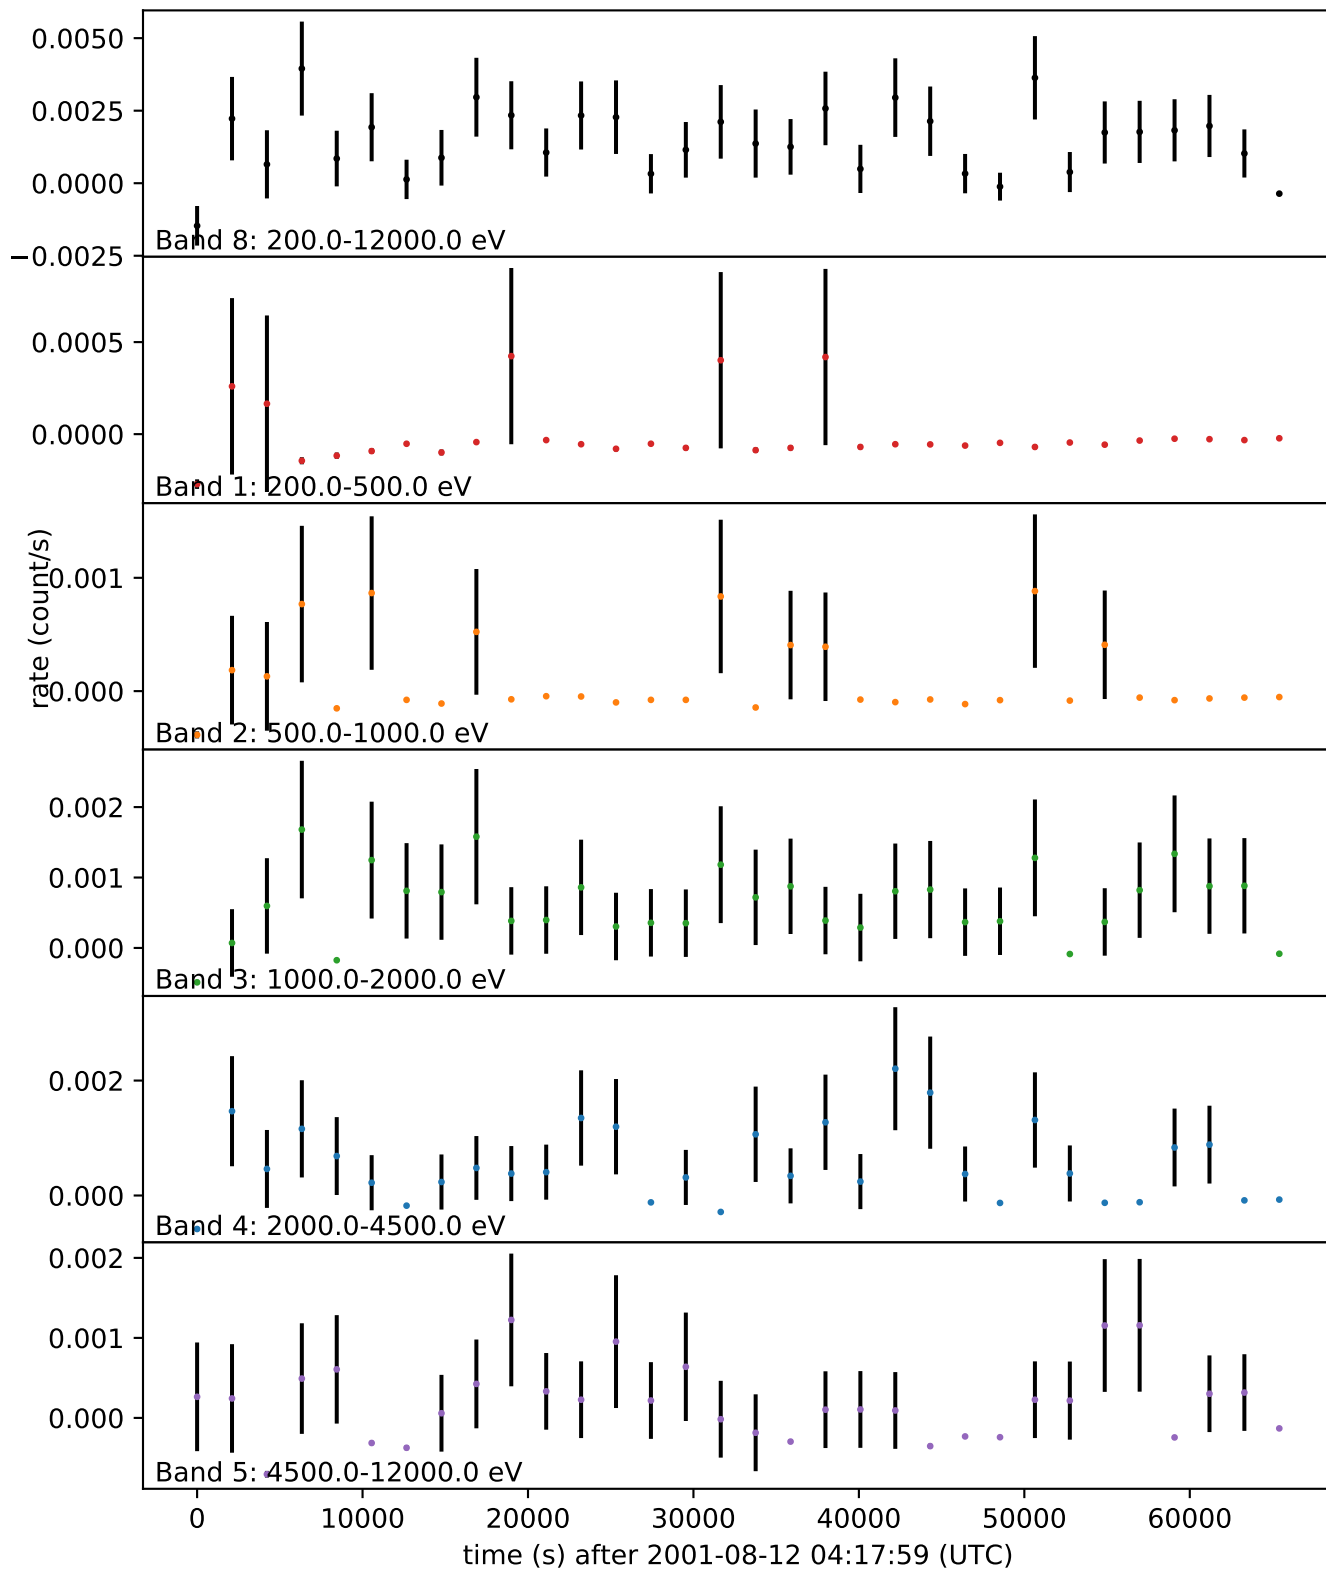 0.0050
0.0025
0.0000
−0.0025
Band 8: 200.0-12000.0 eV
0.0005
0.0000
Band 1: 200.0-500.0 eV
rate (count/s)
0.001
0.000
Band 2: 500.0-1000.0 eV
0.002
0.001
0.000
Band 3: 1000.0-2000.0 eV
0.002
0.000
Band 4: 2000.0-4500.0 eV
0.002
0.001
0.000
Band 5: 4500.0-12000.0 eV
0 10000 20000 30000 40000 50000 60000
time (s) after 2001-08-12 04:17:59 (UTC)